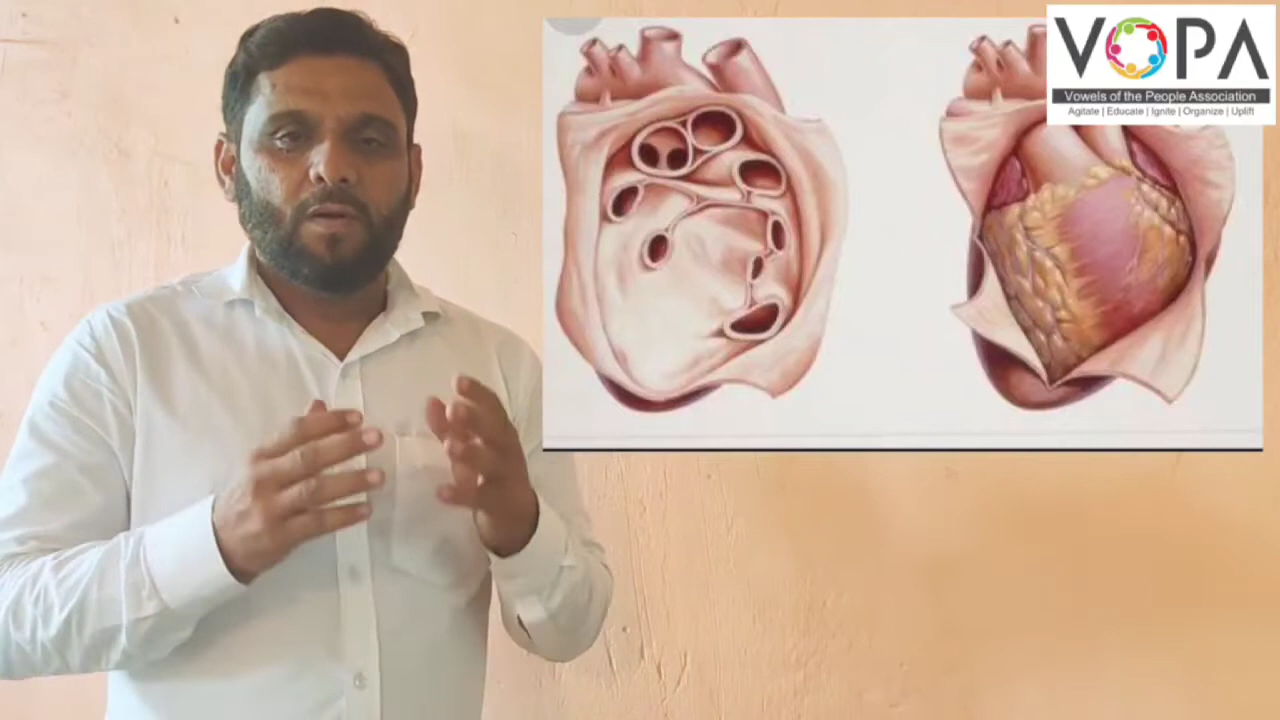 VOPA
Vowels of the People Association
Agitate | Educate | Ignite | Organize | Uplift